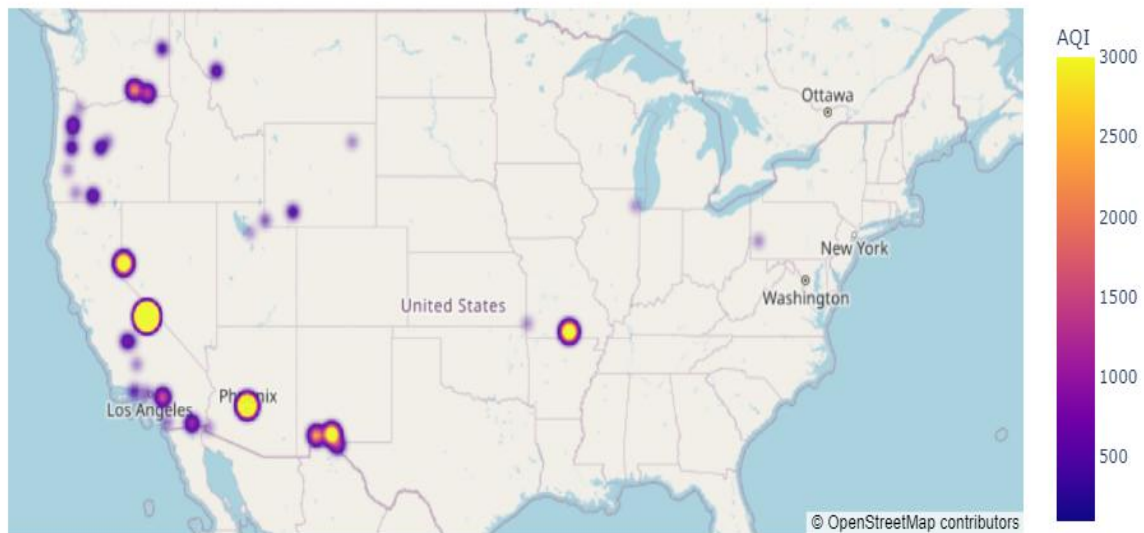 AQI
3000
Ottawa
2500
2000
New York
United States
Washington
1500
1000
Phoenix
Los Angeles
500
© OpenStreetMap contributors